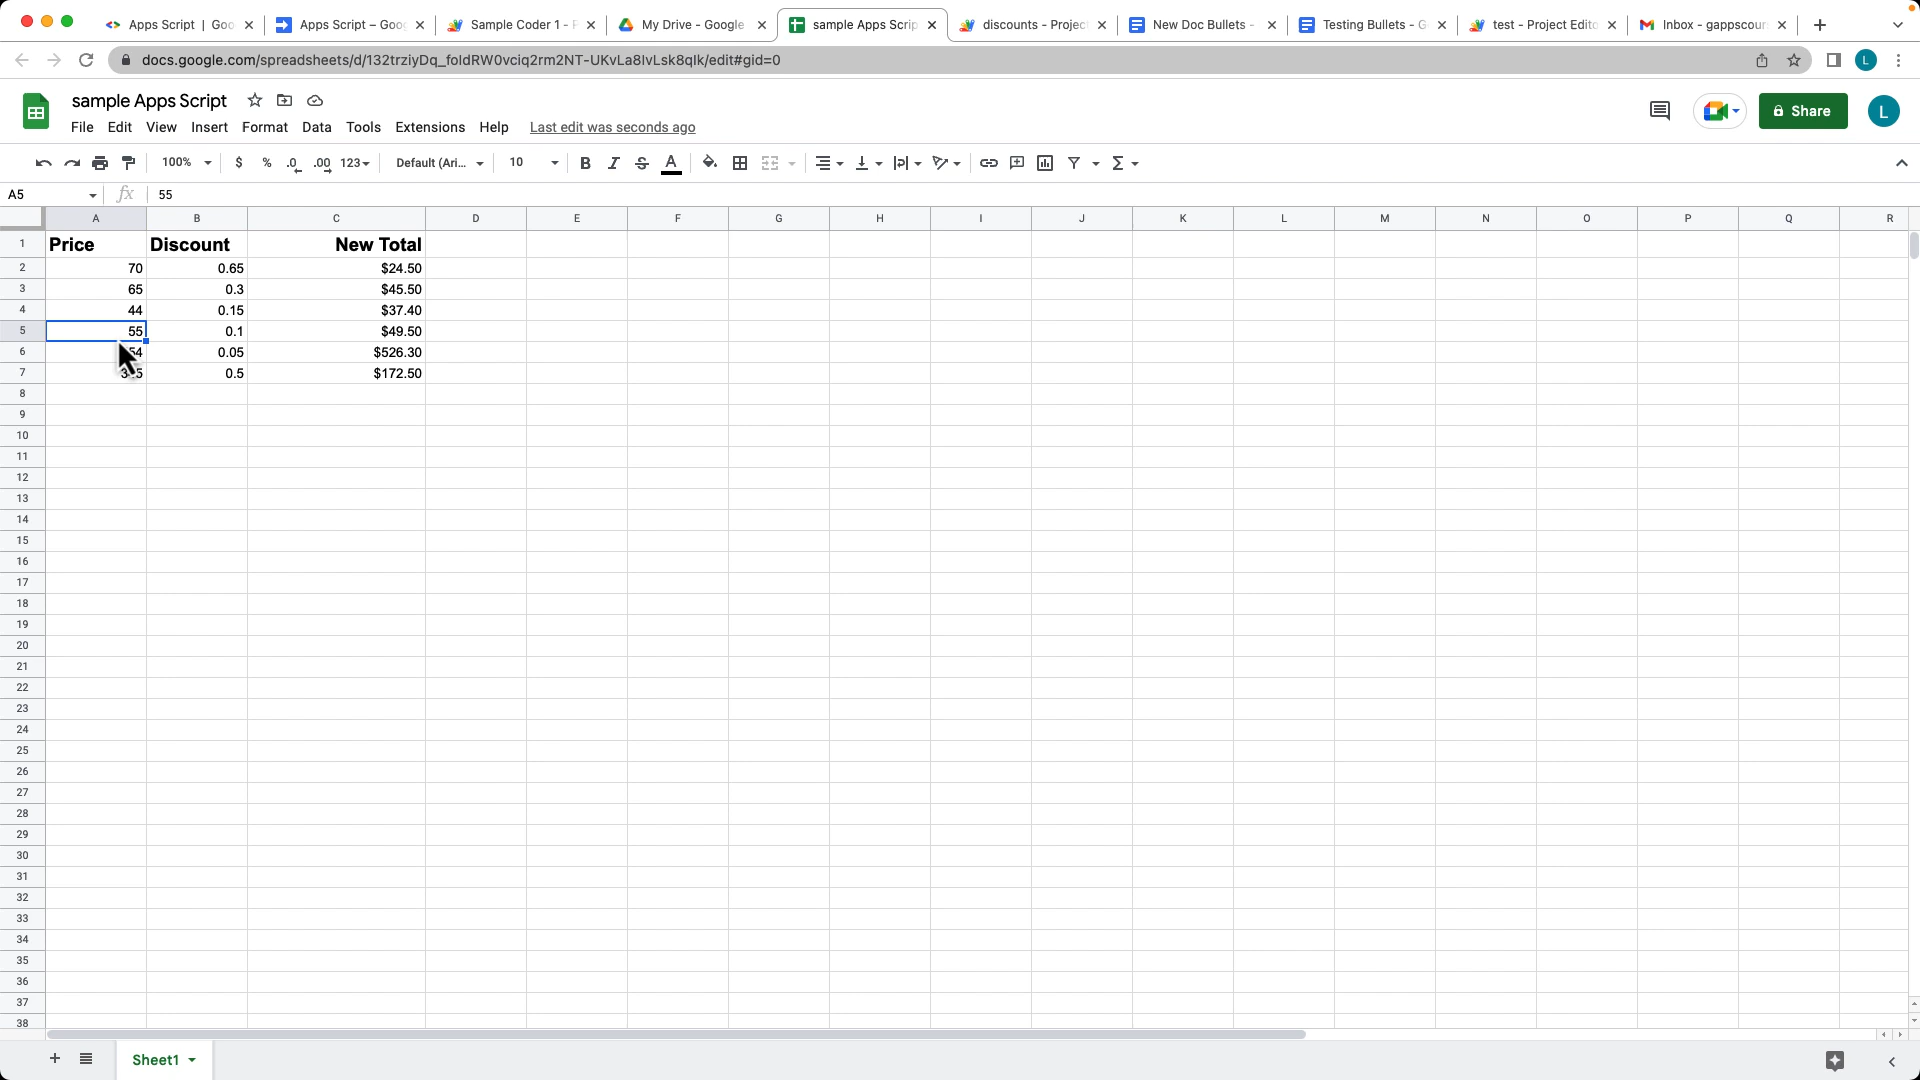 Apps Script | Goo
Apps Script – Goo
Sample Coder 1 - P
My Drive - Google
sample Apps Scrip
discounts - Projec
New Doc Bullets -
Testing Bullets - G
test - Project Edito
Inbox - gappscour
docs.google.com/spreadsheets/d/132trziyDq_foldRW0vciq2rm2NT-UKvLa8lvLsk8qlk/edit#gid=0
L
sample Apps Script
File Edit View Insert Format Data Tools Extensions Help Last edit was seconds ago
Share
L
100% $ % .0 .00 123 Default (Ari... 10 B I S A
A5 fx 55
A B C D E F G H I J K L M N O P Q R
1 Price Discount New Total
2 70 0.65 $24.50
3 65 0.3 $45.50
4 44 0.15 $37.40
5 55 0.1 $49.50
6 0.05 $526.30
7 0.5 $172.50
8
9
10
11
12
13
14
15
16
17
18
19
20
21
22
23
24
25
26
27
28
29
30
31
32
33
34
35
36
37
38
Sheet1